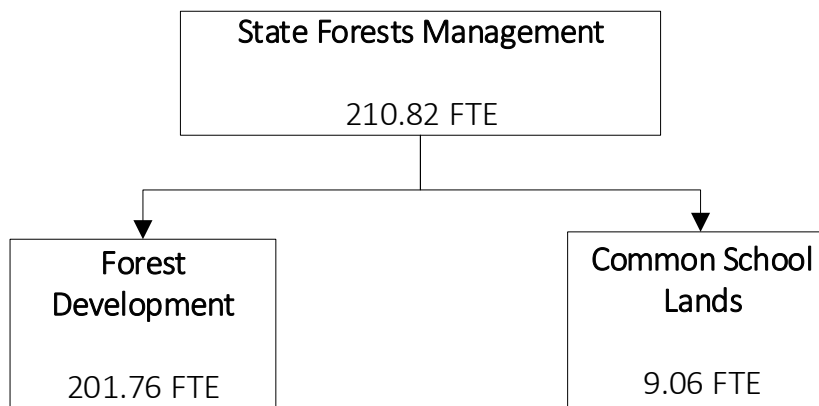 State Forests Management
210.82 FTE
Forest
Development
201.76 FTE
Common School
Lands
9.06 FTE